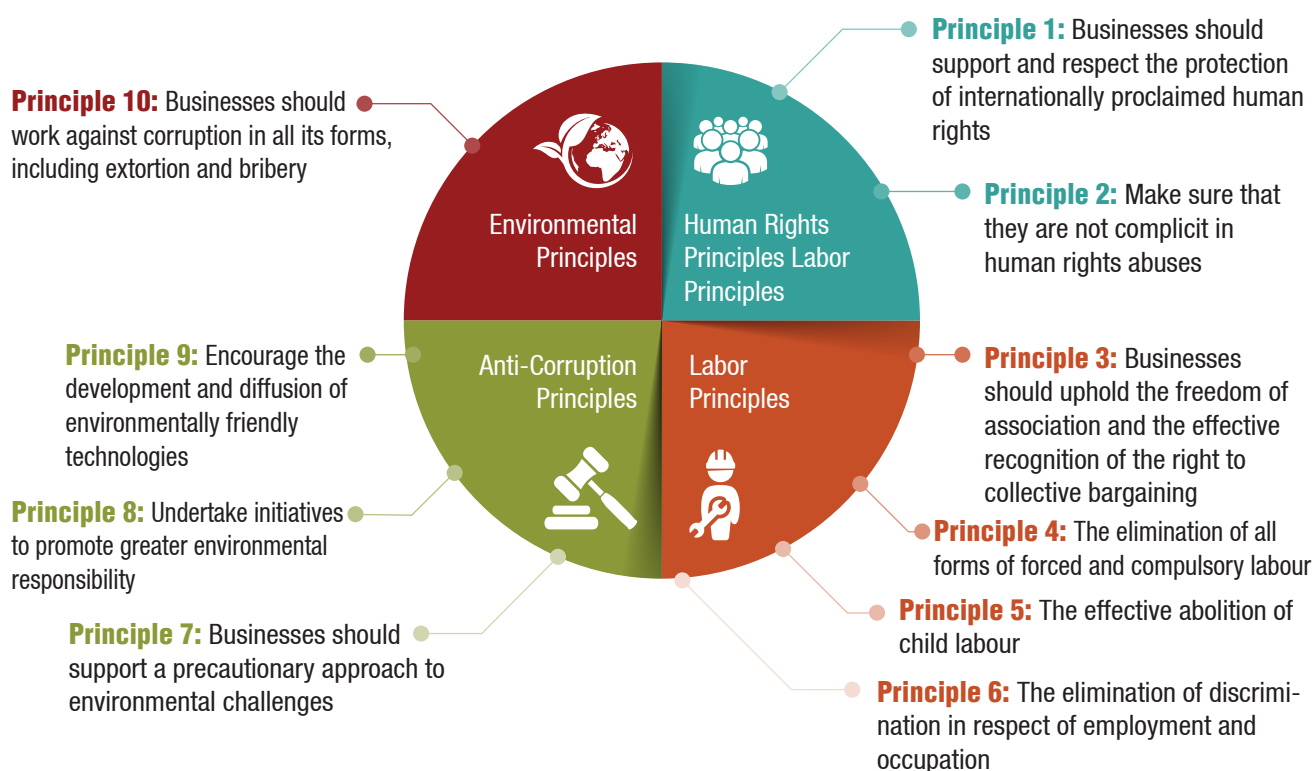 Principle 1: Businesses should
support and respect the protection
of internationally proclaimed human
rights
Principle 2: Make sure that
they are not complicit in
human rights abuses
Principle 3: Businesses
should uphold the freedom of
association and the effective
recognition of the right to
collective bargaining
Principle 4: The elimination of all
forms of forced and compulsory labour
Principle 5: The effective abolition of
child labour
Principle 6: The elimination of discrimi-
nation in respect of employment and
occupation
Principle 10: Businesses should
work against corruption in all its forms,
including extortion and bribery
Principle 9: Encourage the
development and diffusion of
environmentally friendly
technologies
Principle 8: Undertake initiatives
to promote greater environmental
responsibility
Principle 7: Businesses should
support a precautionary approach to
environmental challenges
Environmental
Principles
Human Rights
Principles Labor
Principles
Anti-Corruption
Principles
Labor
Principles